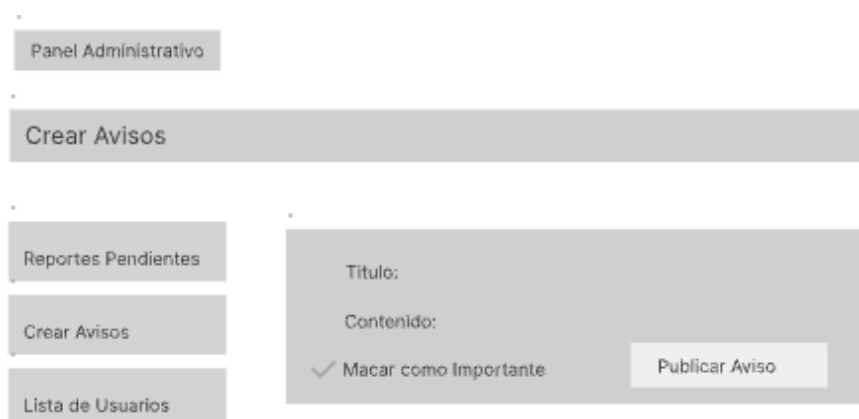 Panel Administrativo
Crear Avisos
Reportes Pendientes
Crear Avisos
Lista de Usuarios
Titulo:
Contenido:
Macar como Importante
Publicar Aviso